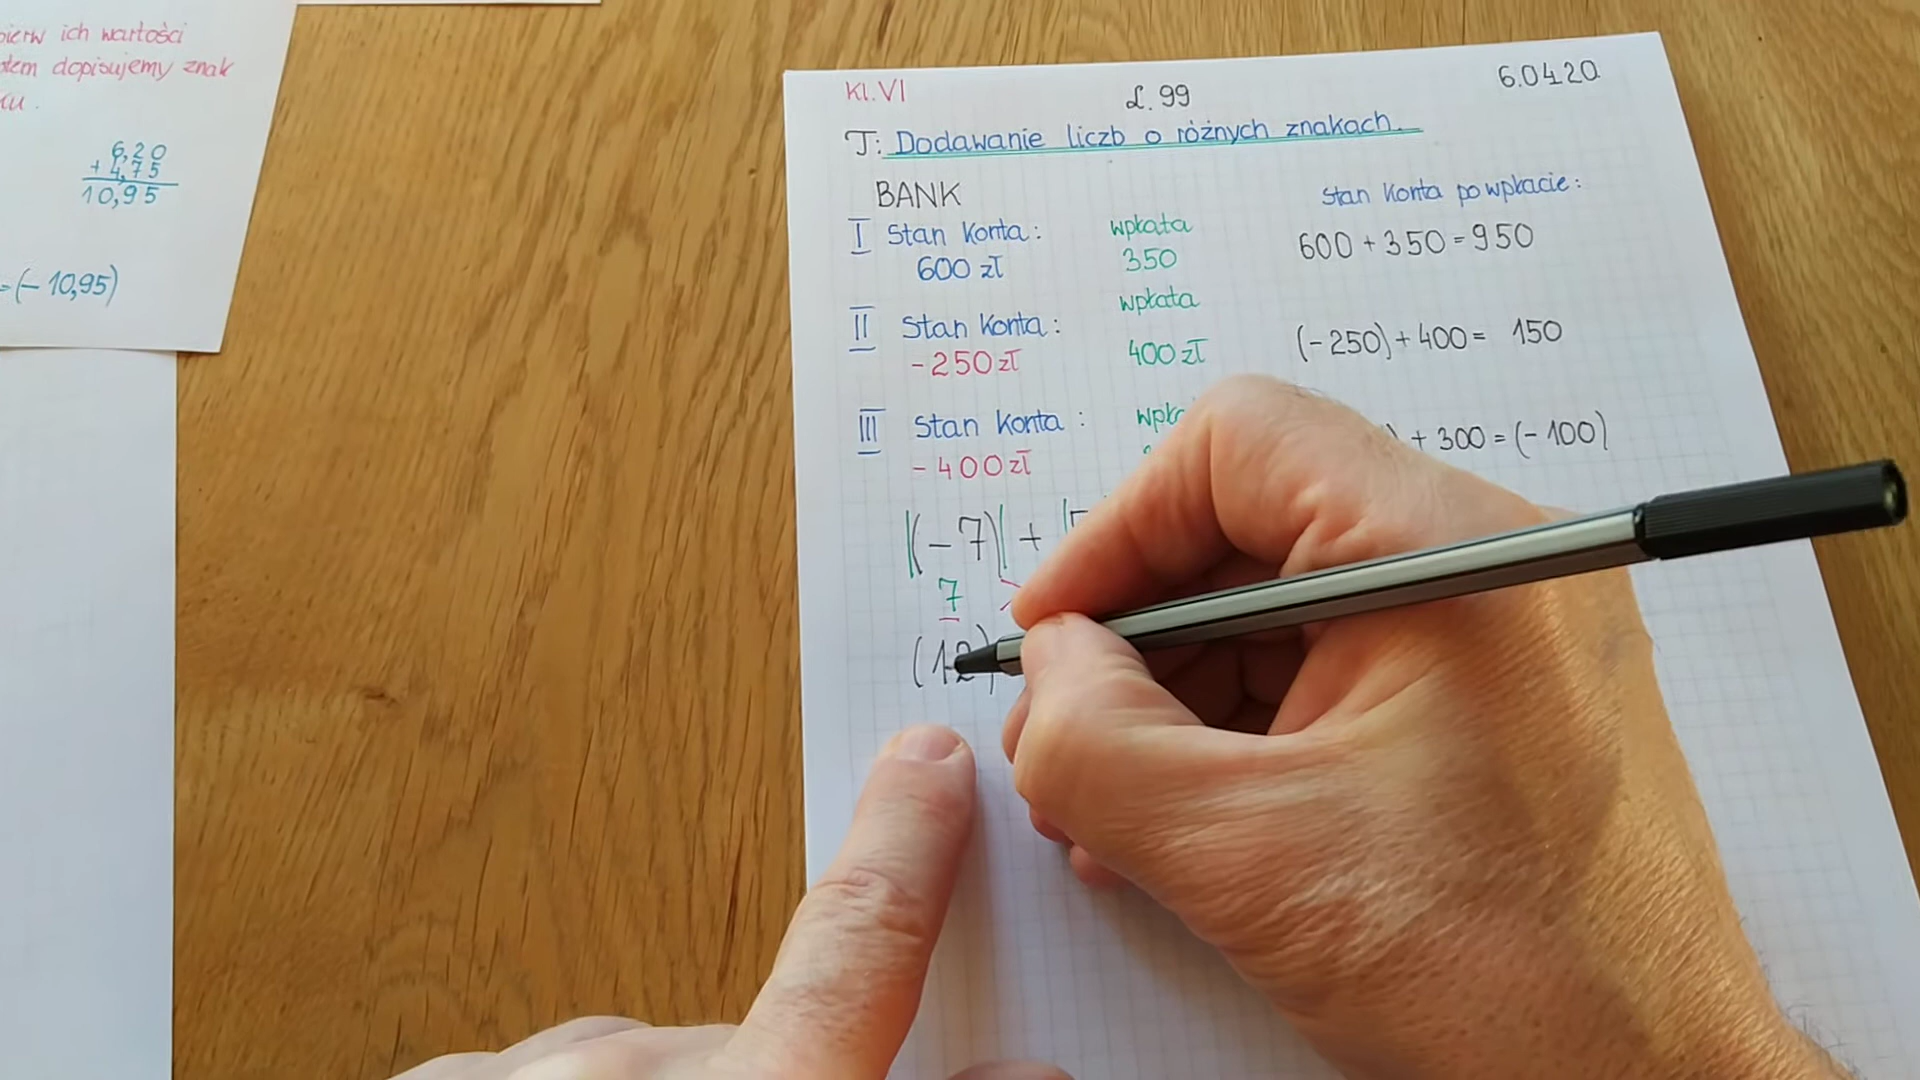 pierw ich wartości
potem dopisujemy znak
6,20
+ 4,75
10,95
=(-10,95)
Kl.VI
L. 99
6.04.20
T: Dodawanie liczb o różnych znakach.
BANK
Stan Konta po wpłacie:
I Stan Konta: wpłata
600 zł 350 600 + 350 = 950
wpłata
II Stan Konta:
-250 zł 400 zł (-250) + 400 = 150
III Stan Konta:
-400 zł ) + 300 = (-100)
|(-7)| +
7
(12)